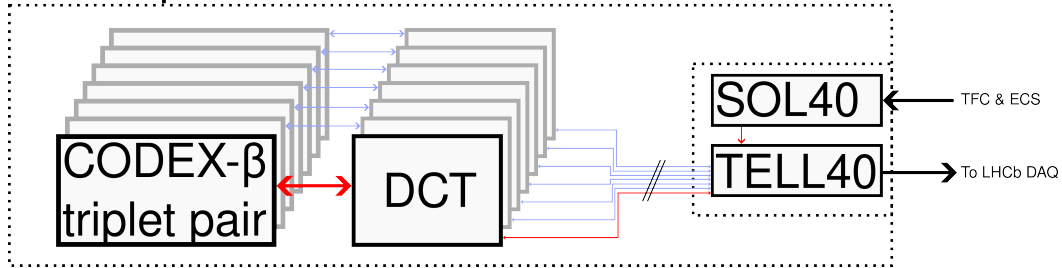 CODEX-β
triplet pair
DCT
SOL40
TELL40
TFC & ECS
To LHCb DAQ